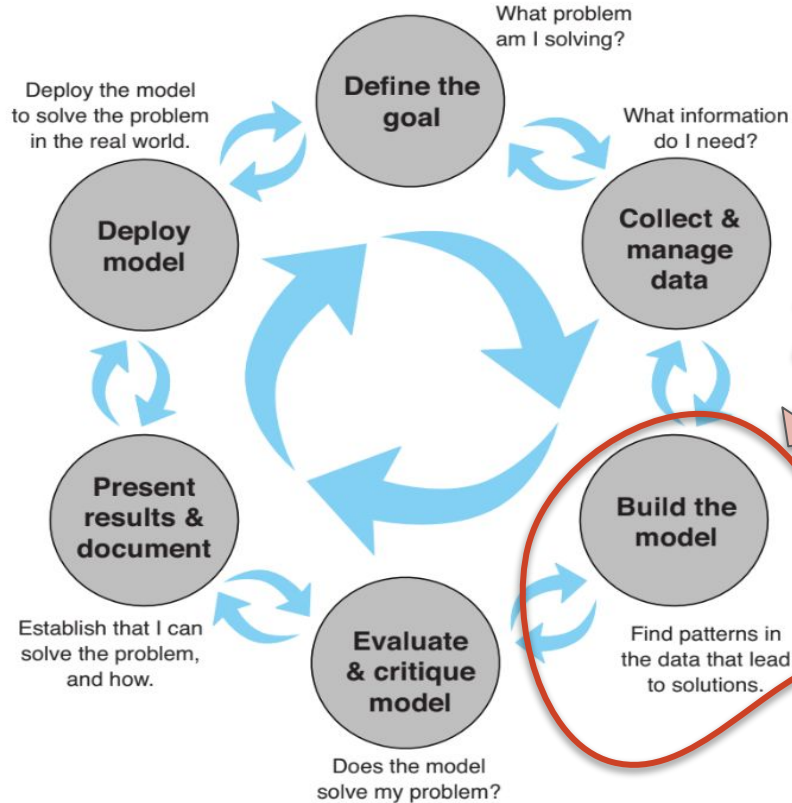 What problem
am I solving?
Define the
goal
Deploy the model
to solve the problem
in the real world.
What information
do I need?
Deploy
model
Collect &
manage
data
Present
results &
document
Build the
model
Establish that I can
solve the problem,
and how.
Evaluate
& critique
model
Find patterns in
the data that lead
to solutions.
Does the model
solve my problem?